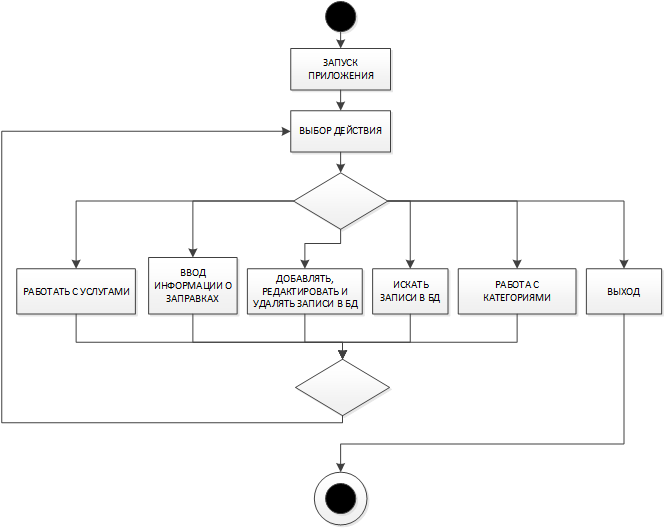 ЗАПУСК
ПРИЛОЖЕНИЯ
ВЫБОР ДЕЙСТВИЯ
РАБОТАТЬ С УСЛУГАМИ
ВВОД
ИНФОРМАЦИИ О
ЗАПРАВКАХ
ДОБАВЛЯТЬ,
РЕДАКТИРОВАТЬ И
УДАЛЯТЬ ЗАПИСИ В БД
ИСКАТЬ
ЗАПИСИ В БД
РАБОТА С
КАТЕГОРИЯМИ
ВЫХОД